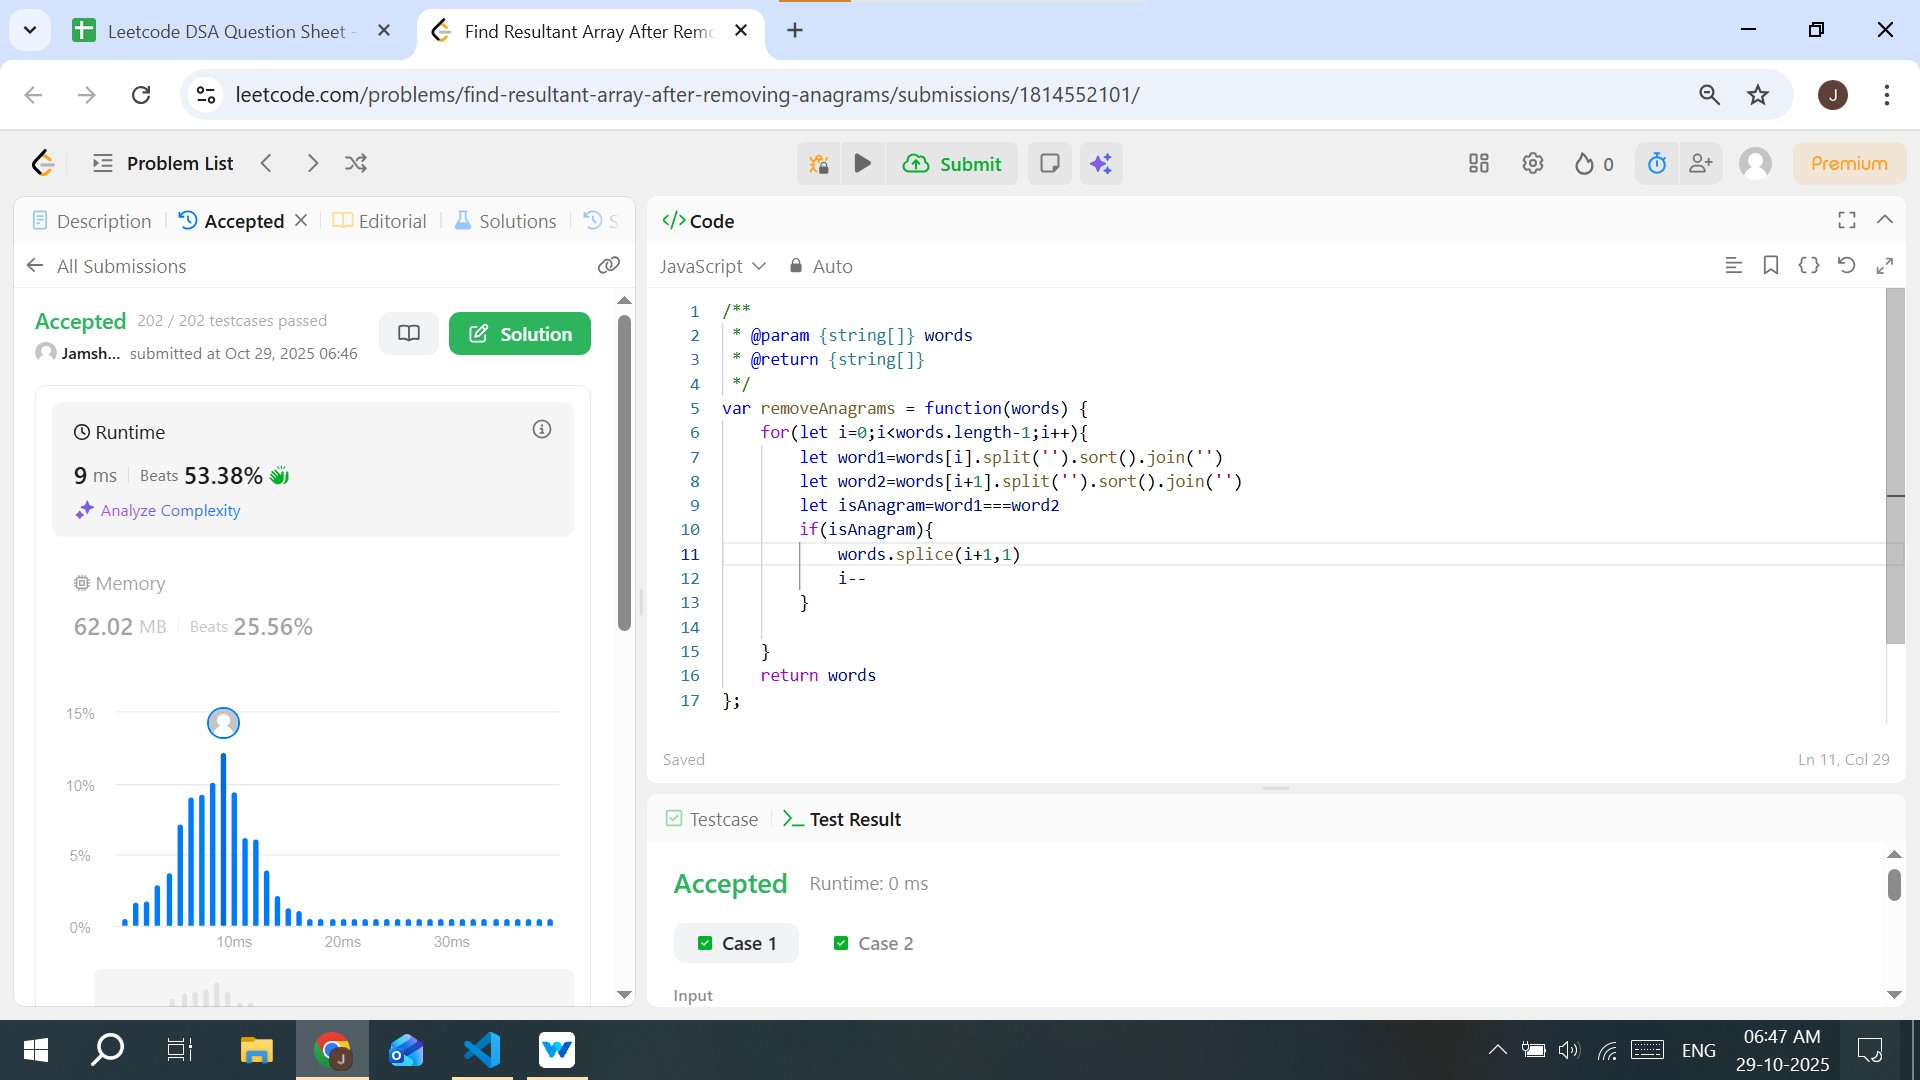 Leetcode DSA Question Sheet -
Find Resultant Array After Remo
leetcode.com/problems/find-resultant-array-after-removing-anagrams/submissions/1814552101/
J
Problem List
Submit
0
Premium
Description
Accepted
Editorial
Solutions
S
All Submissions
Accepted 202 / 202 testcases passed
Jamsh... submitted at Oct 29, 2025 06:46
Solution
Runtime
9 ms Beats 53.38%
Analyze Complexity
Memory
62.02 MB Beats 25.56%
15%
10%
5%
0%
10ms 20ms 30ms
Code
JavaScript Auto
1 /**
2 * @param {string[]} words
3 * @return {string[]}
4 */
5 var removeAnagrams = function(words) {
6 for(let i=0;i<words.length-1;i++){
7 let word1=words[i].split('').sort().join('')
8 let word2=words[i+1].split('').sort().join('')
9 let isAnagram=word1===word2
10 if(isAnagram){
11 words.splice(i+1,1)
12 i--
13 }
14
15 }
16 return words
17 };
Saved
Ln 11, Col 29
Testcase
Test Result
Accepted Runtime: 0 ms
Case 1 Case 2
Input
ENG
06:47 AM
29-10-2025